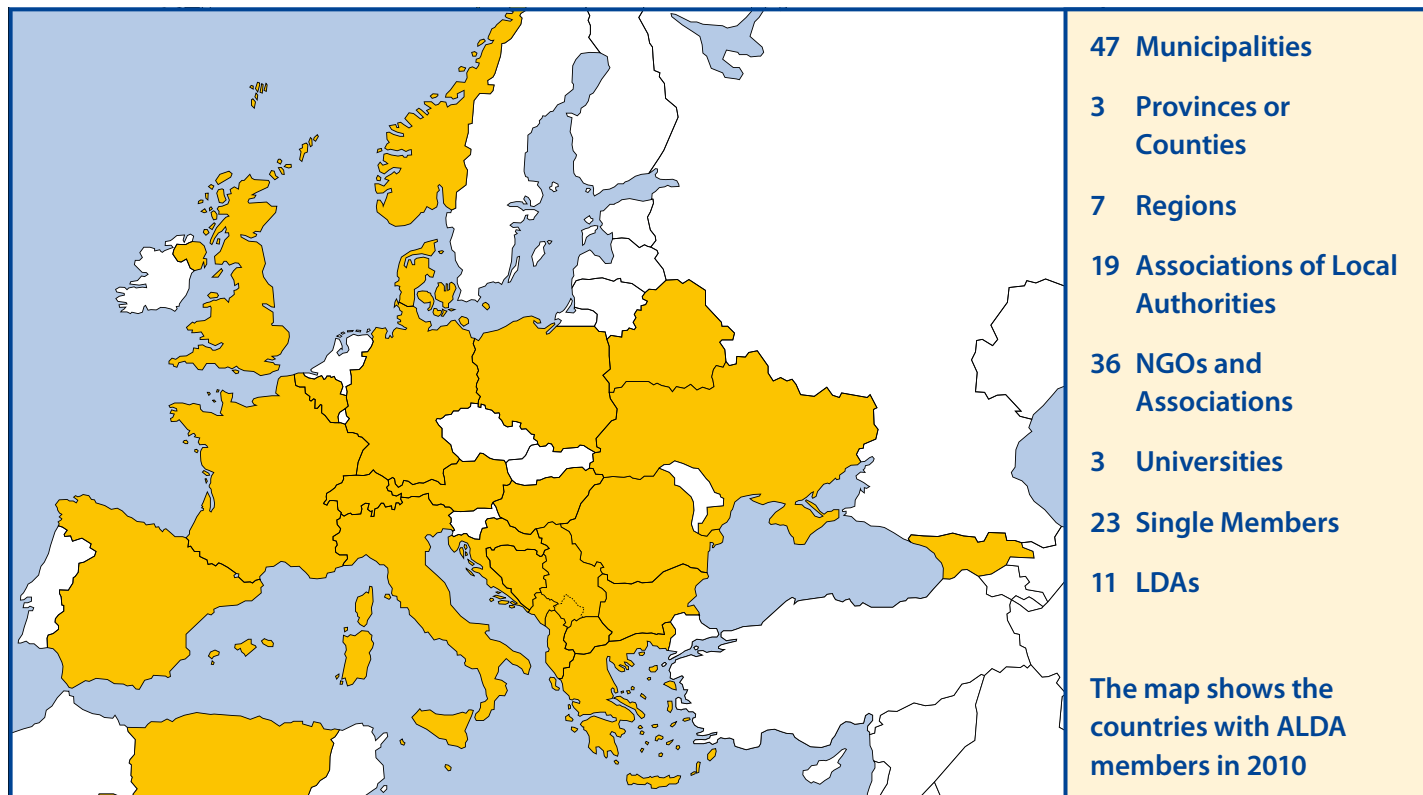 47 Municipalities
3 Provinces or
Counties
7 Regions
19 Associations of Local
Authorities
36 NGOs and
Associations
3 Universities
23 Single Members
11 LDAs
The map shows the
countries with ALDA
members in 2010